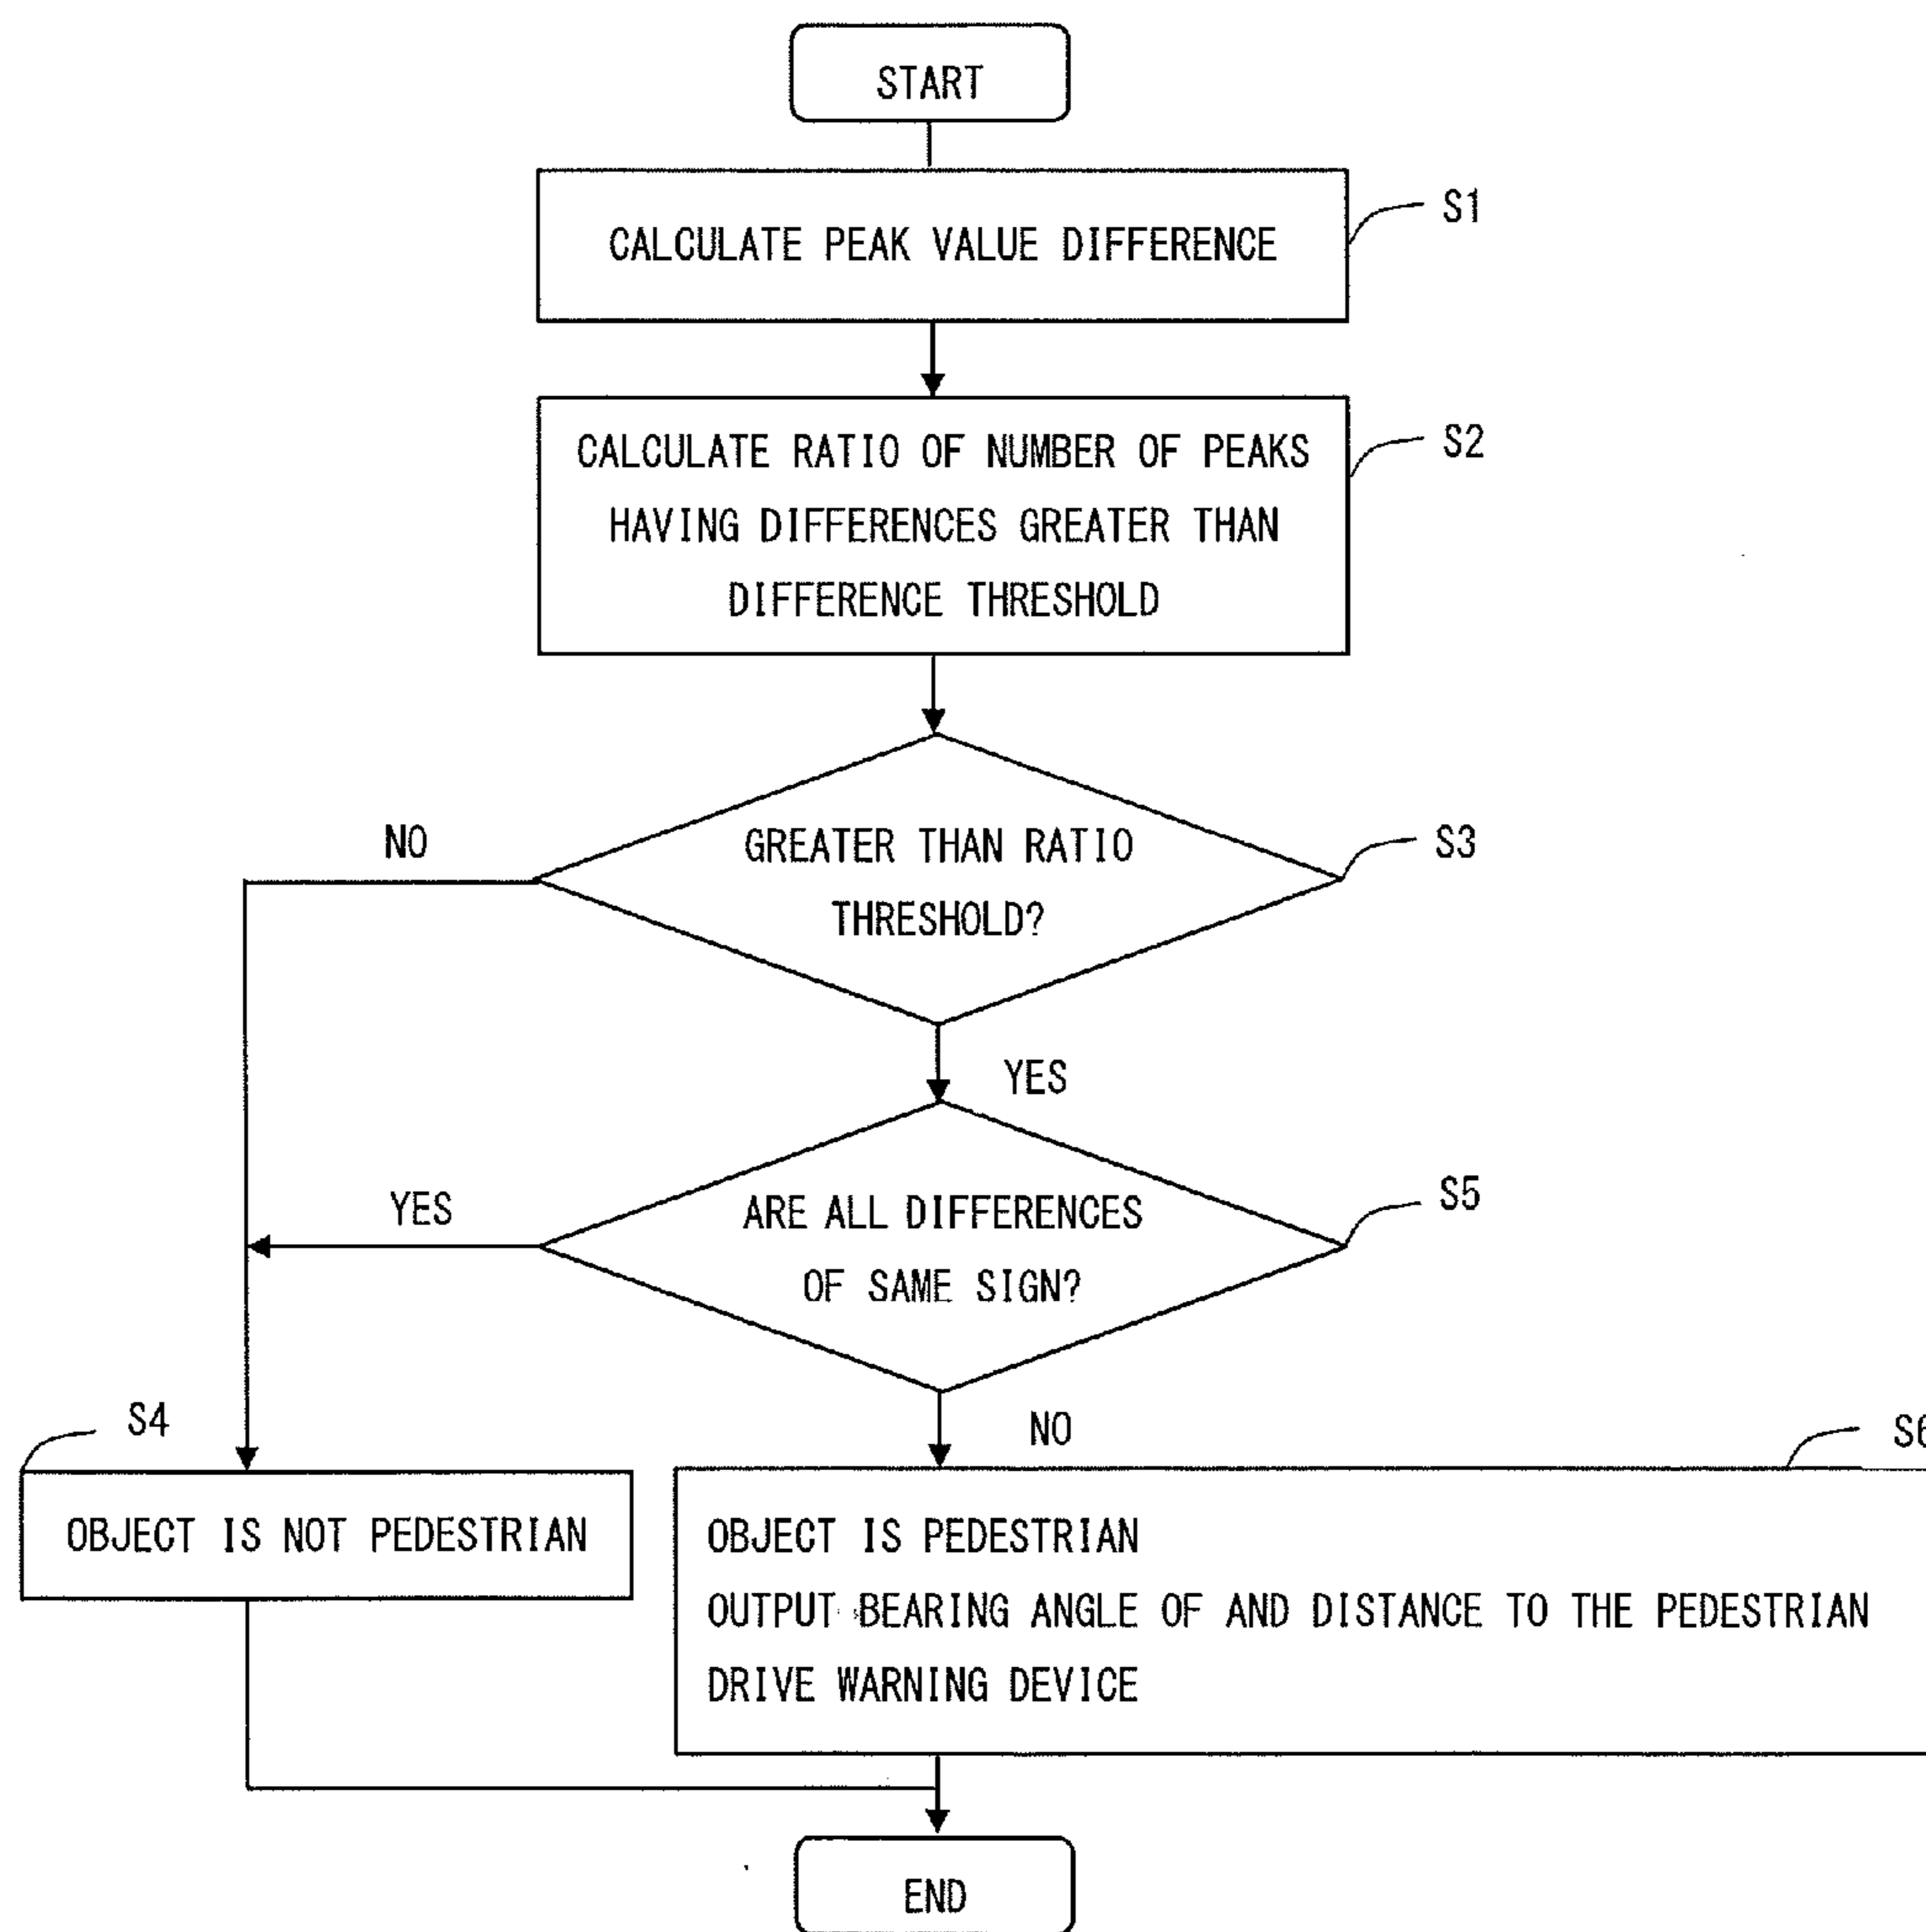 START
CALCULATE PEAK VALUE DIFFERENCE
S1
CALCULATE RATIO OF NUMBER OF PEAKS
HAVING DIFFERENCES GREATER THAN
DIFFERENCE THRESHOLD
S2
GREATER THAN RATIO
THRESHOLD?
S3
NO
YES
ARE ALL DIFFERENCES
OF SAME SIGN?
S5
YES
NO
S4
OBJECT IS NOT PEDESTRIAN
S6
OBJECT IS PEDESTRIAN
OUTPUT BEARING ANGLE OF AND DISTANCE TO THE PEDESTRIAN
DRIVE WARNING DEVICE
END